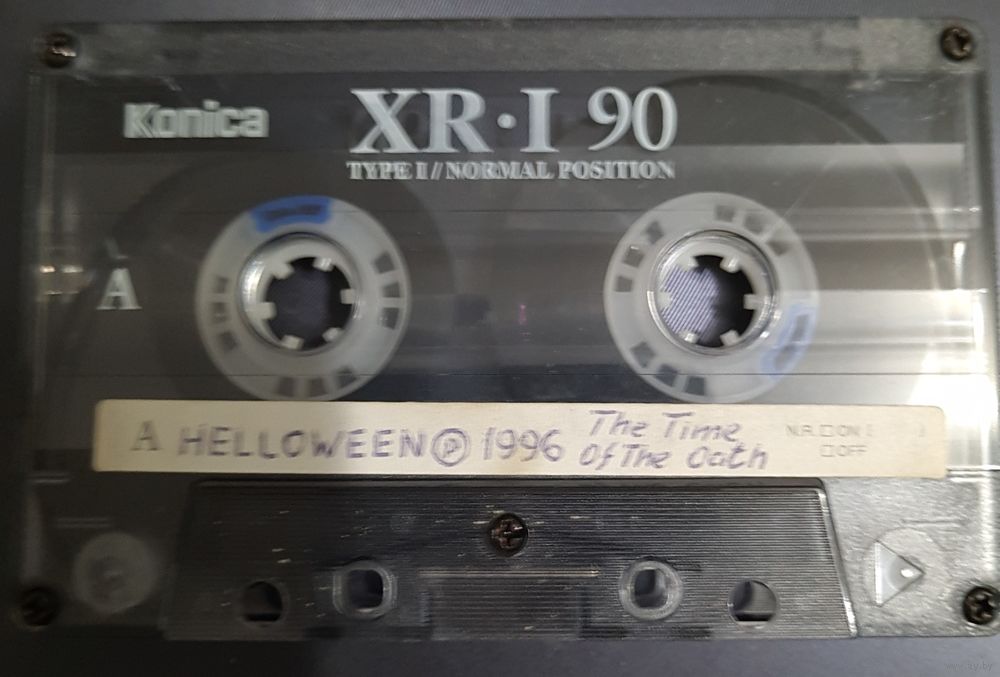 Konica
XR·I 90
TYPE I // NORMAL POSITION
A
A HELLOWEEN Ⓟ 1996 The Time
Of The Oath
N.R. □ ON
□ OFF